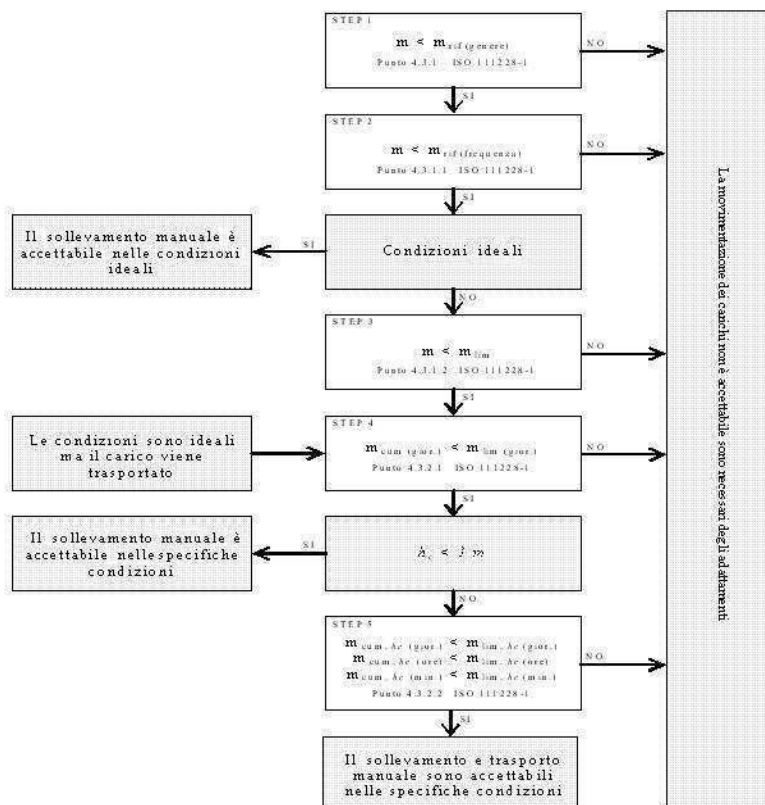 STEP 1
m < m rif (genere)
Punto 4.3.1 ISO 111228-1
NO
SI
STEP 2
m < m rif (frequenza)
Punto 4.3.1.1 ISO 111228-1
NO
SI
Il sollevamento manuale è
accettabile nelle condizioni
ideali
SI
Condizioni ideali
NO
STEP 3
m < m lim
Punto 4.3.1.2 ISO 111228-1
NO
SI
Le condizioni sono ideali
ma il carico viene
trasportato
STEP 4
m cum (gior.) < m lim (gior.)
Punto 4.3.2.1 ISO 111228-1
NO
SI
Il sollevamento manuale è
accettabile nelle specifiche
condizioni
SI
h c < 1 m
NO
STEP 5
m cum. hc (gior.) < m lim. hc (gior.)
m cum. hc (ore) < m lim. hc (ore)
m cum. hc (min.) < m lim. hc (min.)
Punto 4.3.2.2 ISO 111228-1
NO
SI
Il sollevamento e trasporto
manuale sono accettabili
nelle specifiche condizioni
La movimentazione dei carichi non è accettabile sono necessari degli adattamenti